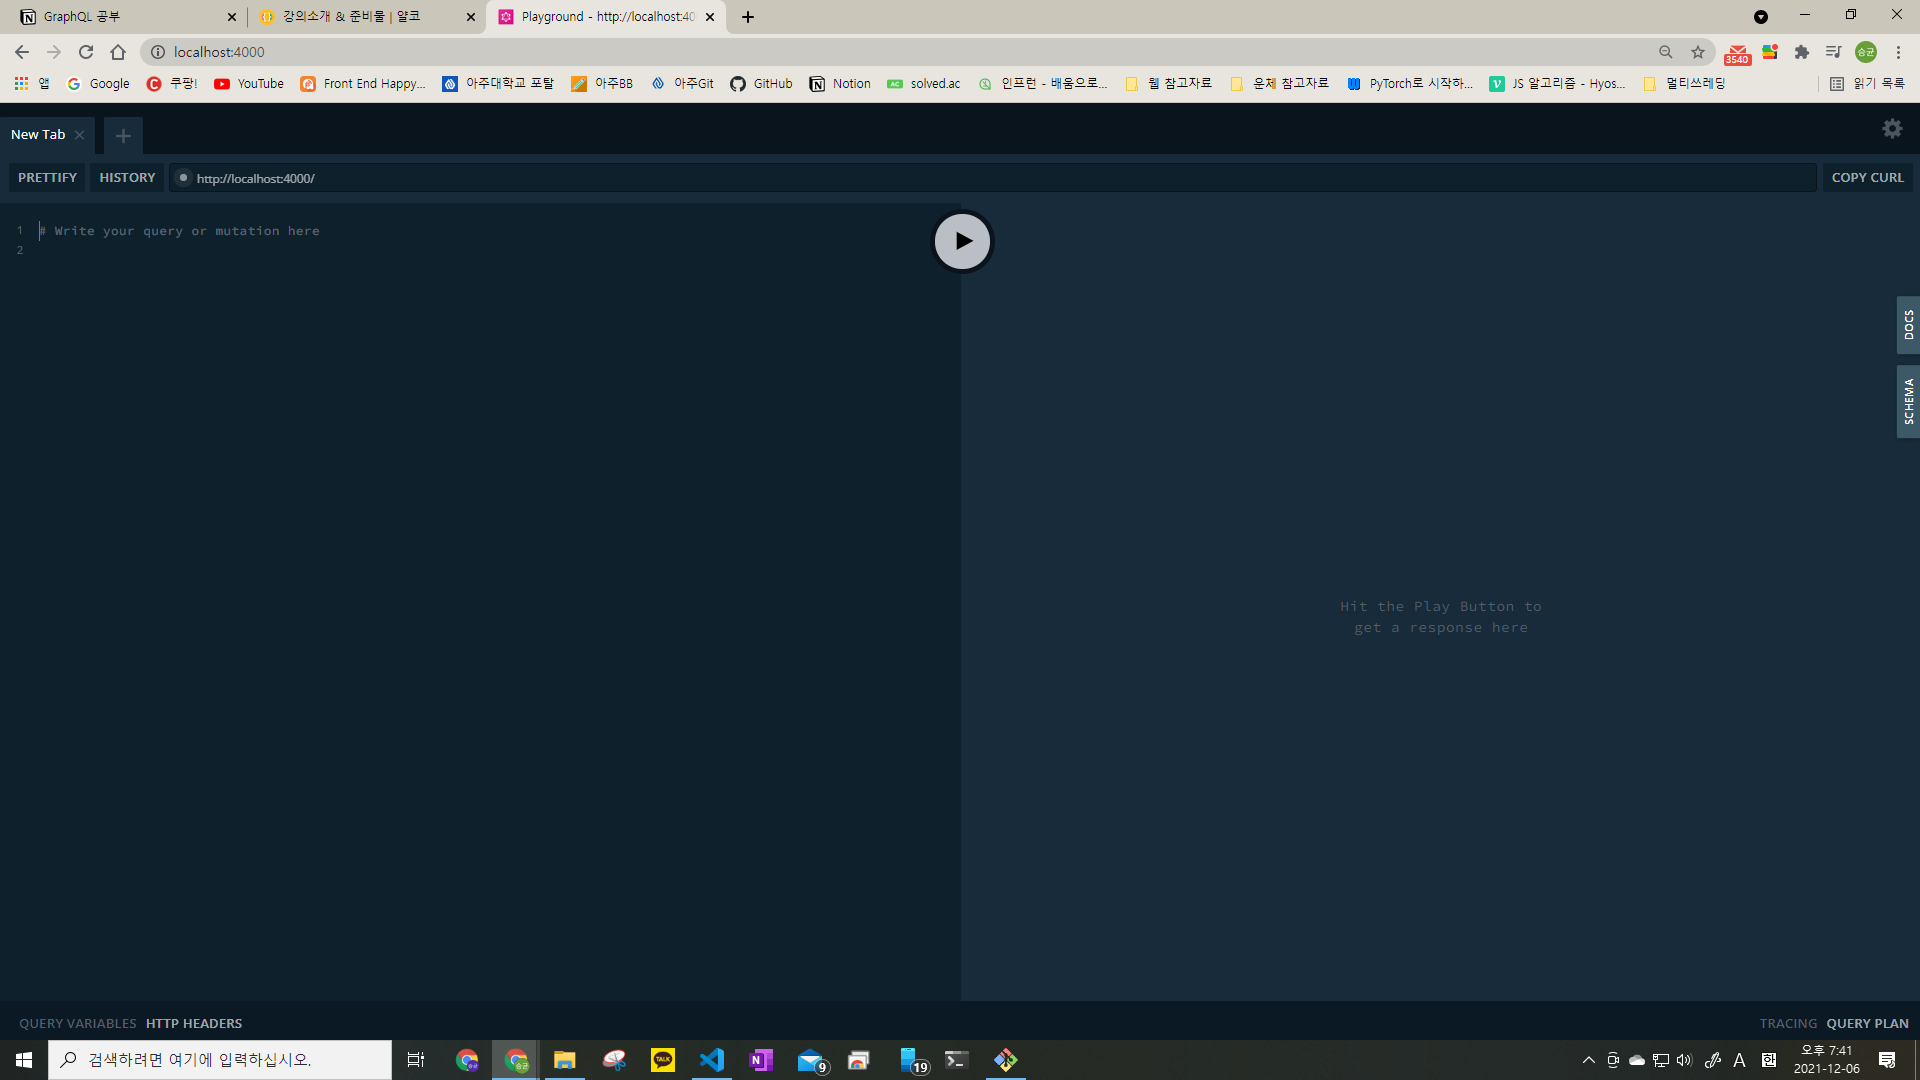 GraphQL 공부
강의소개 & 준비물 | 얄코
Playground - http://localhost:40
localhost:4000
3540
승균
앱
Google
쿠팡!
YouTube
Front End Happy...
아주대학교 포탈
아주BB
아주Git
GitHub
Notion
solved.ac
인프런 - 배움으로...
웹 참고자료
운체 참고자료
PyTorch로 시작하...
JS 알고리즘 - Hyos...
멀티쓰레딩
읽기 목록
New Tab
PRETTIFY
HISTORY
http://localhost:4000/
COPY CURL
1 # Write your query or mutation here
2
DOCS
SCHEMA
Hit the Play Button to
get a response here
QUERY VARIABLES
HTTP HEADERS
TRACING
QUERY PLAN
검색하려면 여기에 입력하십시오.
TALK
9
19
A
오후 7:41
2021-12-06